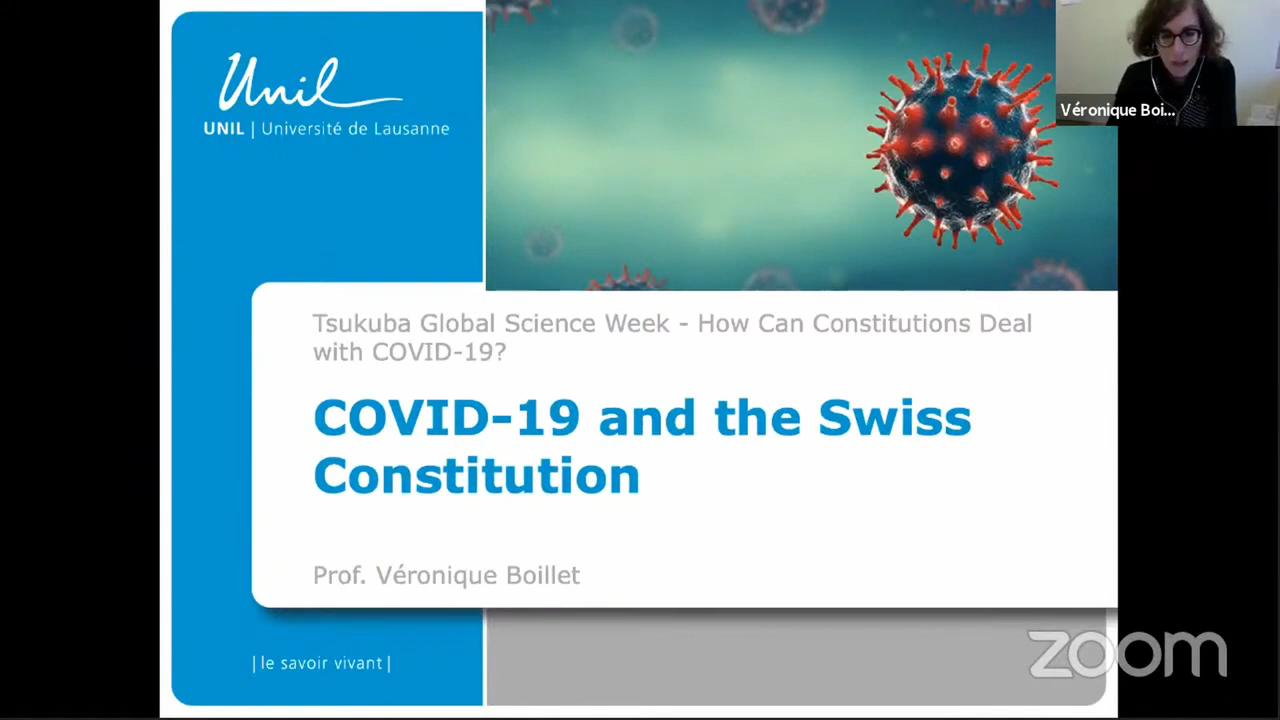 Unil
UNIL | Université de Lausanne
Véronique Boi...
Tsukuba Global Science Week - How Can Constitutions Deal
with COVID-19?
COVID-19 and the Swiss
Constitution
Prof. Véronique Boillet
|le savoir vivant|
zoom